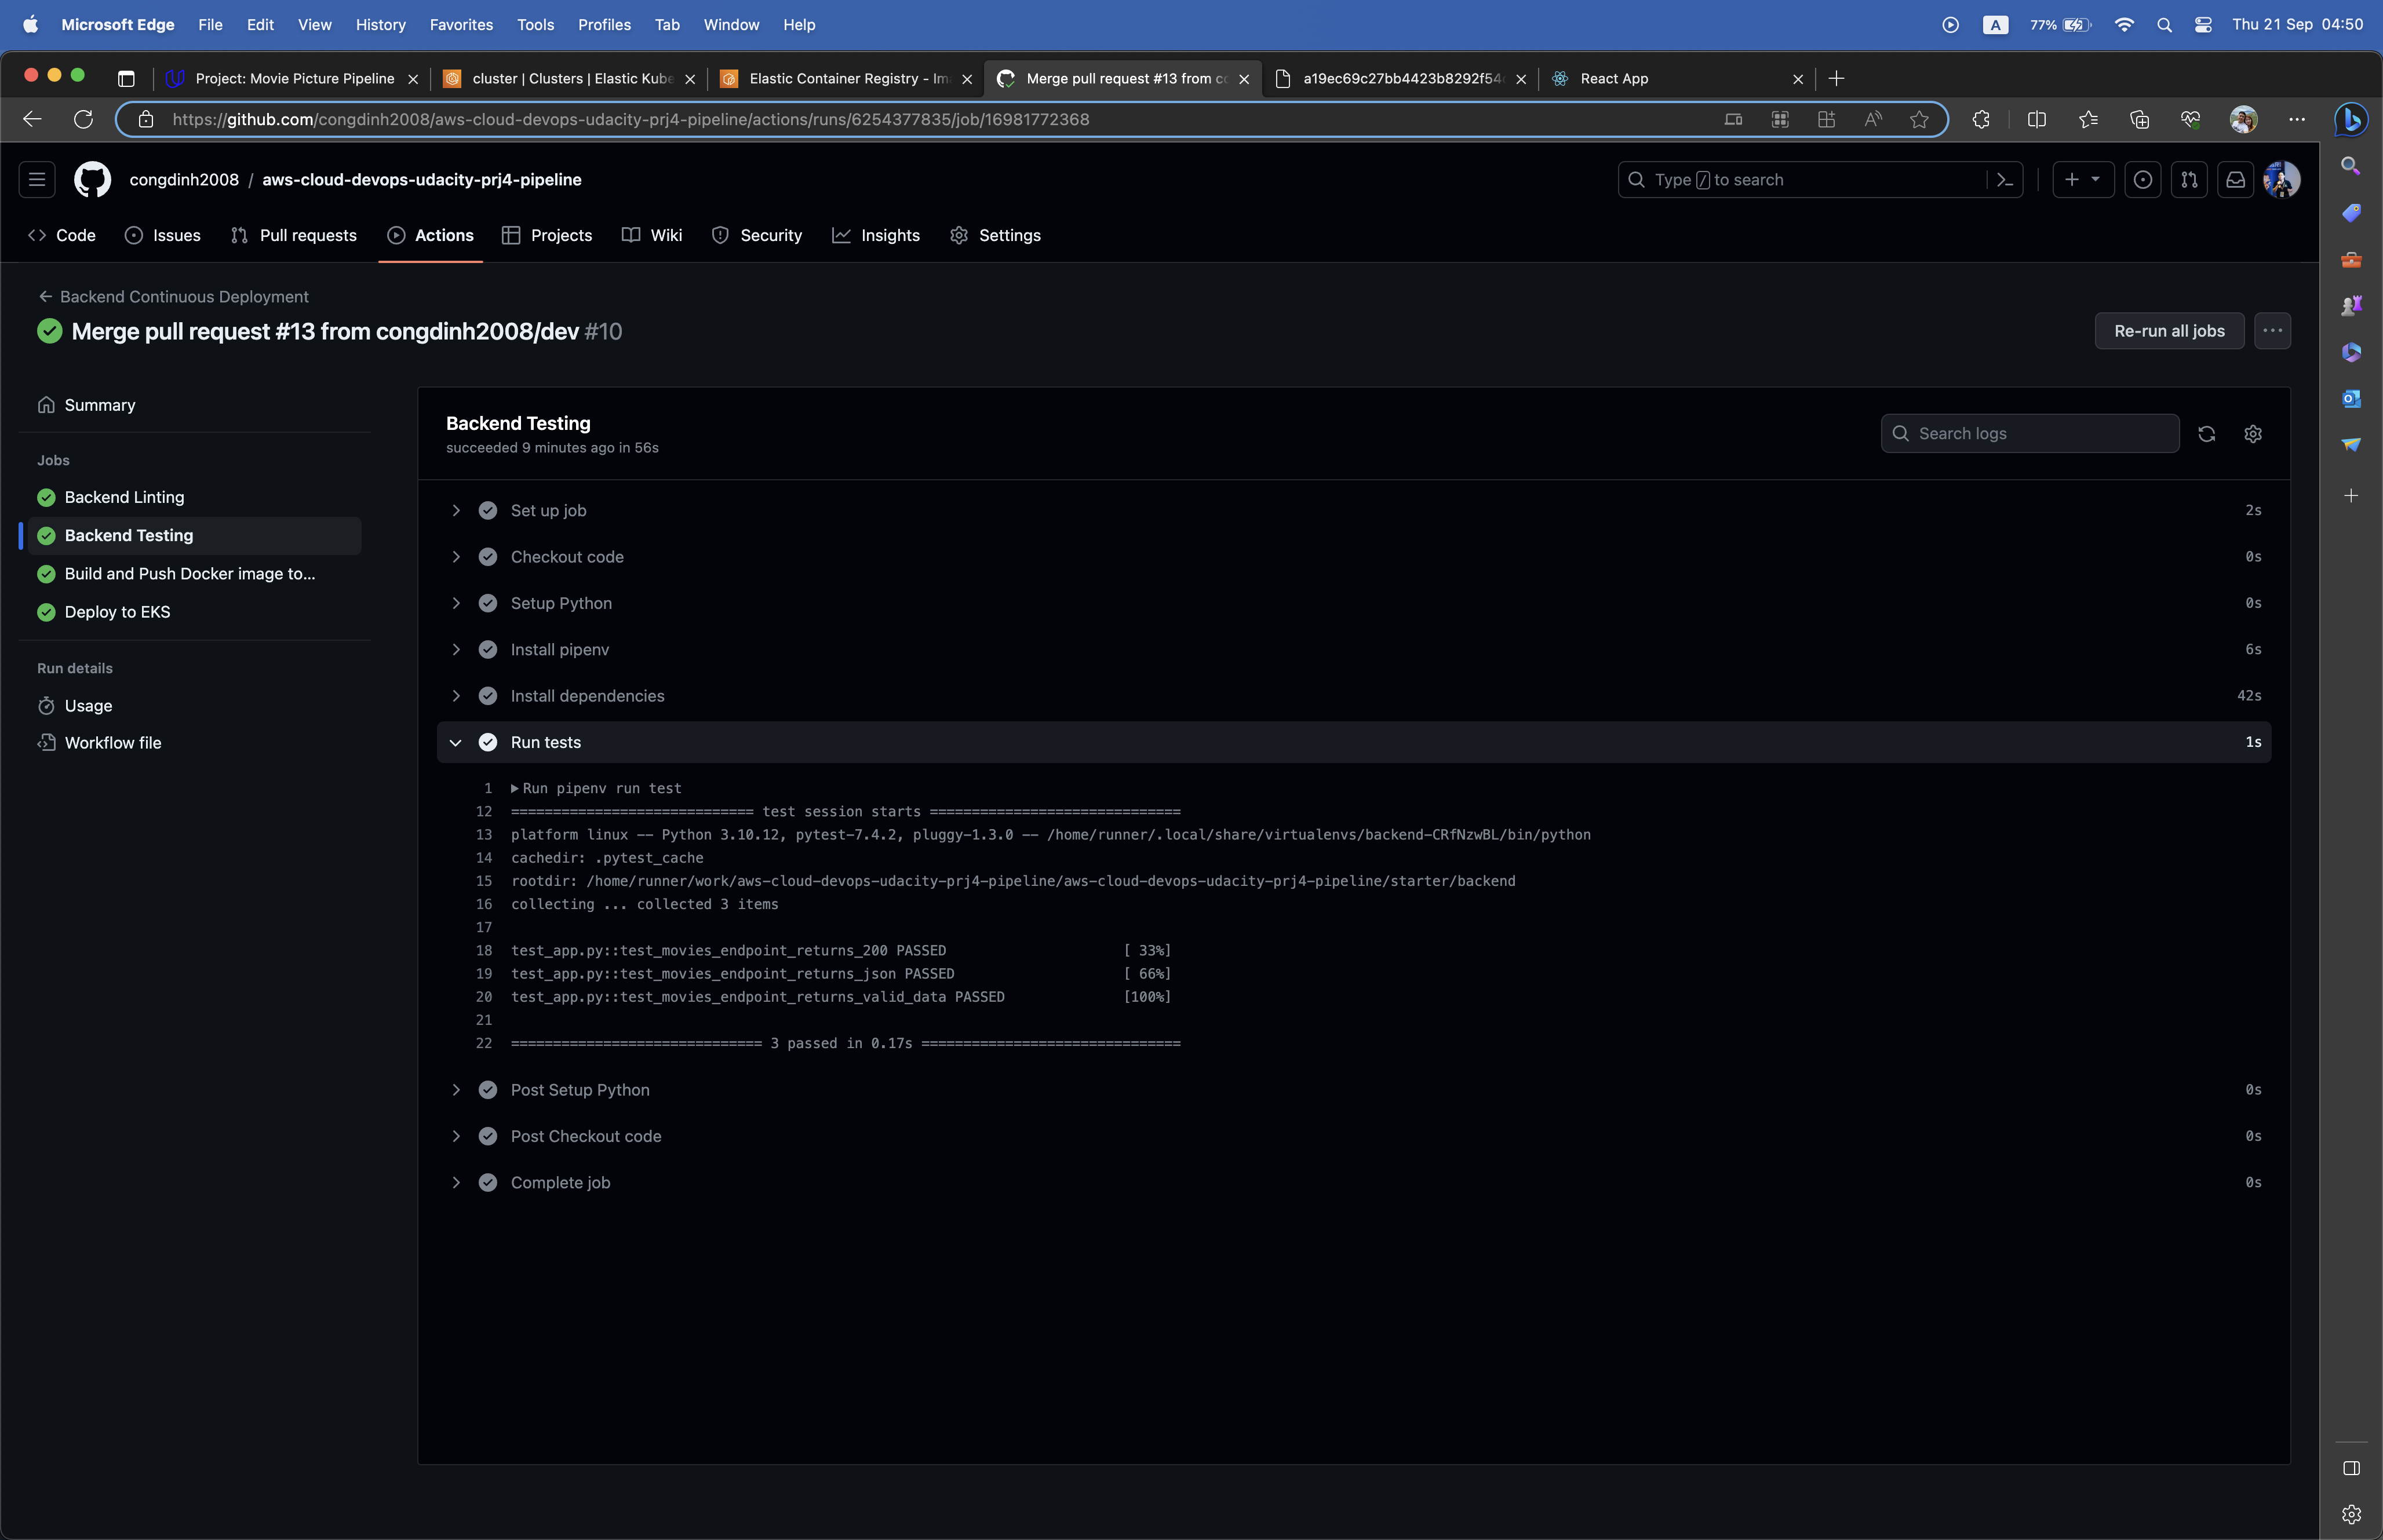 Microsoft Edge File Edit View History Favorites Tools Profiles Tab Window Help A 77% Thu 21 Sep 04:50
Project: Movie Picture Pipeline cluster | Clusters | Elastic Kube Elastic Container Registry - Im Merge pull request #13 from co a19ec69c27bb4423b8292f54 React App
https://github.com/congdinh2008/aws-cloud-devops-udacity-prj4-pipeline/actions/runs/6254377835/job/16981772368
congdinh2008 / aws-cloud-devops-udacity-prj4-pipeline Type / to search
Code Issues Pull requests Actions Projects Wiki Security Insights Settings
Backend Continuous Deployment
Merge pull request #13 from congdinh2008/dev #10 Re-run all jobs
Summary
Jobs
Backend Linting
Backend Testing
Build and Push Docker image to...
Deploy to EKS
Run details
Usage
Workflow file
Backend Testing
succeeded 9 minutes ago in 56s
Search logs
Set up job 2s
Checkout code 0s
Setup Python 0s
Install pipenv 6s
Install dependencies 42s
Run tests 1s
1 Run pipenv run test
12 ============================= test session starts ==============================
13 platform linux -- Python 3.10.12, pytest-7.4.2, pluggy-1.3.0 -- /home/runner/.local/share/virtualenvs/backend-CRfNzwBL/bin/python
14 cachedir: .pytest_cache
15 rootdir: /home/runner/work/aws-cloud-devops-udacity-prj4-pipeline/aws-cloud-devops-udacity-prj4-pipeline/starter/backend
16 collecting ... collected 3 items
17
18 test_app.py::test_movies_endpoint_returns_200 PASSED [ 33%]
19 test_app.py::test_movies_endpoint_returns_json PASSED [ 66%]
20 test_app.py::test_movies_endpoint_returns_valid_data PASSED [100%]
21
22 ============================== 3 passed in 0.17s ===============================
Post Setup Python 0s
Post Checkout code 0s
Complete job 0s